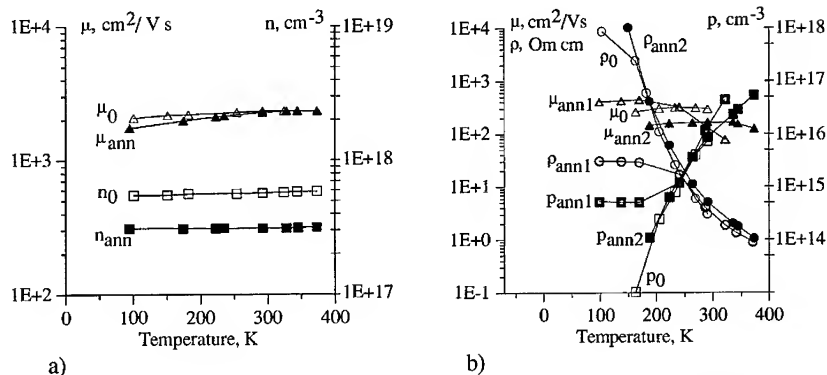 μ, cm²/ V s
n, cm⁻³
1E+4
1E+3
1E+2
1E+19
1E+18
1E+17
μ₀
μann
n₀
nann
0 100 200 300 400
Temperature, K
a)
μ, cm²/Vs
ρ, Om cm
p, cm⁻³
1E+4
1E+3
1E+2
1E+1
1E+0
1E-1
1E+18
1E+17
1E+16
1E+15
1E+14
ρ₀
ρann2
μann1
μ₀
μann2
ρann1
pann1
pann2
p₀
0 100 200 300 400
Temperature, K
b)